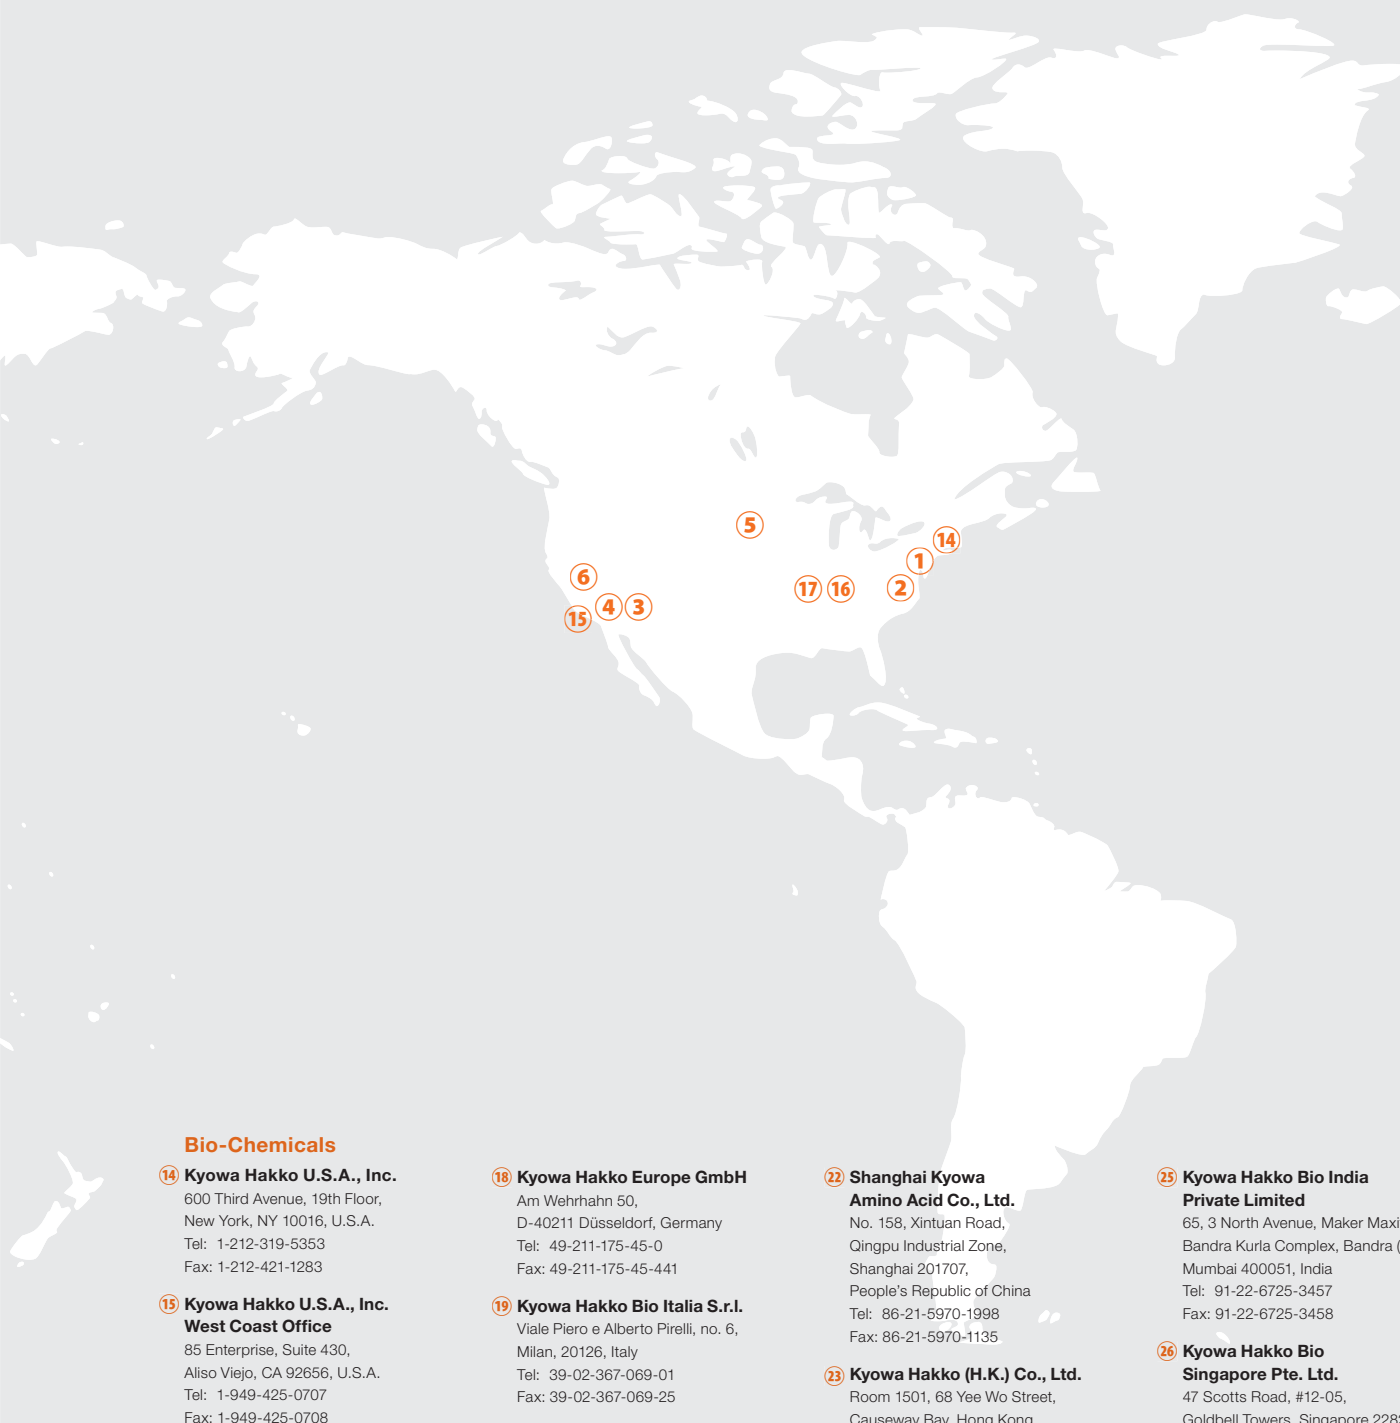 5
14
1
6
17
16
2
4
3
15
Bio-Chemicals
14 Kyowa Hakko U.S.A., Inc.
600 Third Avenue, 19th Floor,
New York, NY 10016, U.S.A.
Tel: 1-212-319-5353
Fax: 1-212-421-1283
15 Kyowa Hakko U.S.A., Inc.
West Coast Office
85 Enterprise, Suite 430,
Aliso Viejo, CA 92656, U.S.A.
Tel: 1-949-425-0707
Fax: 1-949-425-0708
18 Kyowa Hakko Europe GmbH
Am Wehrhahn 50,
D-40211 Düsseldorf, Germany
Tel: 49-211-175-45-0
Fax: 49-211-175-45-441
19 Kyowa Hakko Bio Italia S.r.l.
Viale Piero e Alberto Pirelli, no. 6,
Milan, 20126, Italy
Tel: 39-02-367-069-01
Fax: 39-02-367-069-25
22 Shanghai Kyowa
Amino Acid Co., Ltd.
No. 158, Xintuan Road,
Qingpu Industrial Zone,
Shanghai 201707,
People's Republic of China
Tel: 86-21-5970-1998
Fax: 86-21-5970-1135
23 Kyowa Hakko (H.K.) Co., Ltd.
Room 1501, 68 Yee Wo Street,
Causeway Bay, Hong Kong
25 Kyowa Hakko Bio India
Private Limited
65, 3 North Avenue, Maker Maxi
Bandra Kurla Complex, Bandra (
Mumbai 400051, India
Tel: 91-22-6725-3457
Fax: 91-22-6725-3458
26 Kyowa Hakko Bio
Singapore Pte. Ltd.
47 Scotts Road, #12-05,
Goldbell Towers, Singapore